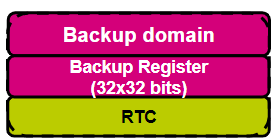 Backup domain
Backup Register
(32x32 bits)
RTC